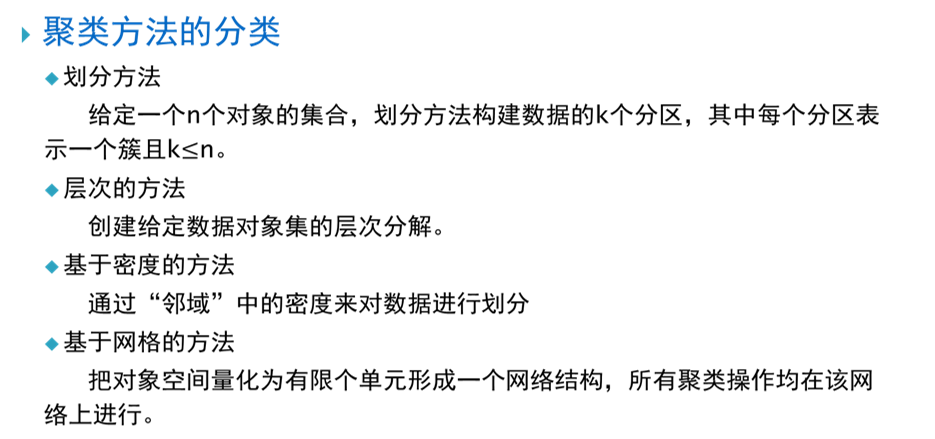 聚类方法的分类
划分方法
给定一个n个对象的集合，划分方法构建数据的k个分区，其中每个分区表
示一个簇且k≤n。
层次的方法
创建给定数据对象集的层次分解。
基于密度的方法
通过“邻域”中的密度来对数据进行划分
基于网格的方法
把对象空间量化为有限个单元形成一个网络结构，所有聚类操作均在该网
络上进行。